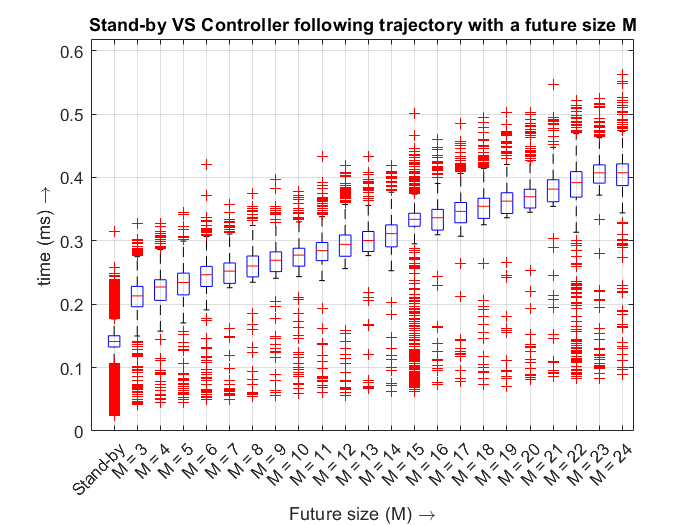 Stand-by VS Controller following trajectory with a future size M
time (ms) →
0.6
0.5
0.4
0.3
0.2
0.1
0
Stand-by
M = 3
M = 4
M = 5
M = 6
M = 7
M = 8
M = 9
M = 10
M = 11
M = 12
M = 13
M = 14
M = 15
M = 16
M = 17
M = 18
M = 19
M = 20
M = 21
M = 22
M = 23
M = 24
Future size (M) →